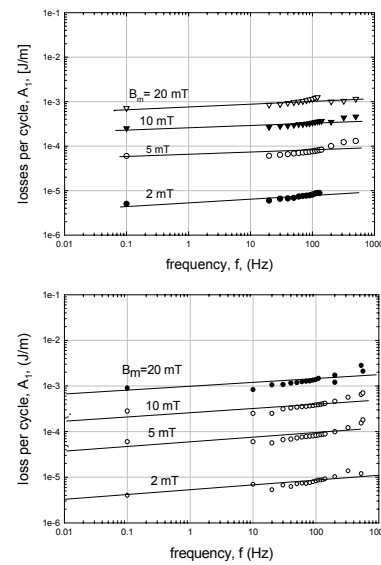 1e-1
1e-2
1e-3
1e-4
1e-5
1e-6
losses per cycle, A1, [J/m]
Bm= 20 mT
10 mT
5 mT
2 mT
0.01 0.1 1 10 100 1000
frequency, f, (Hz)
1e-1
1e-2
1e-3
1e-4
1e-5
1e-6
loss per cycle, A1, (J/m)
Bm=20 mT
10 mT
5 mT
2 mT
0.01 0.1 1 10 100 1000
frequency, f (Hz)